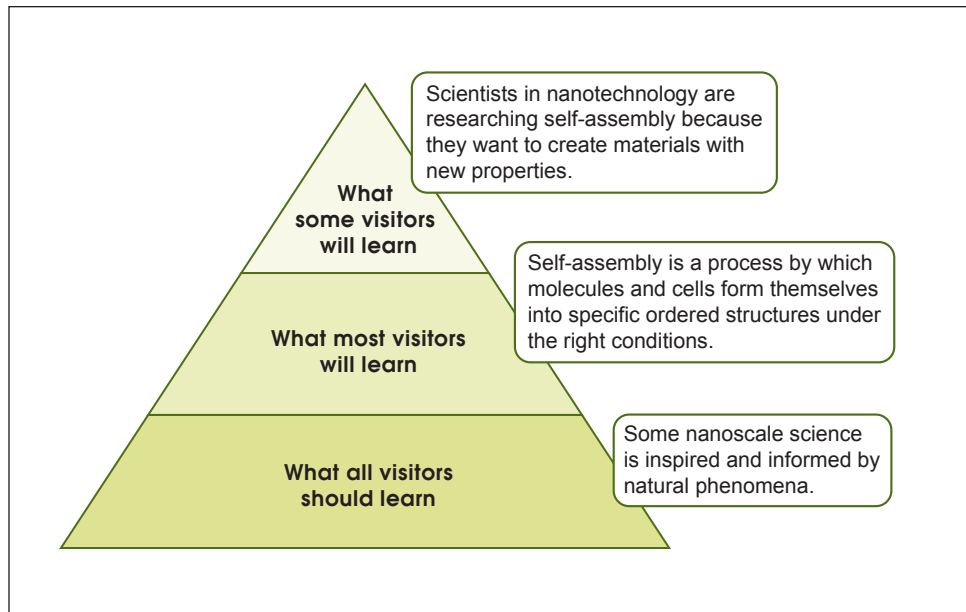 Scientists in nanotechnology are
researching self-assembly because
they want to create materials with
new properties.
What
some visitors
will learn
Self-assembly is a process by which
molecules and cells form themselves
into specific ordered structures under
the right conditions.
What most visitors
will learn
Some nanoscale science
is inspired and informed by
natural phenomena.
What all visitors
should learn